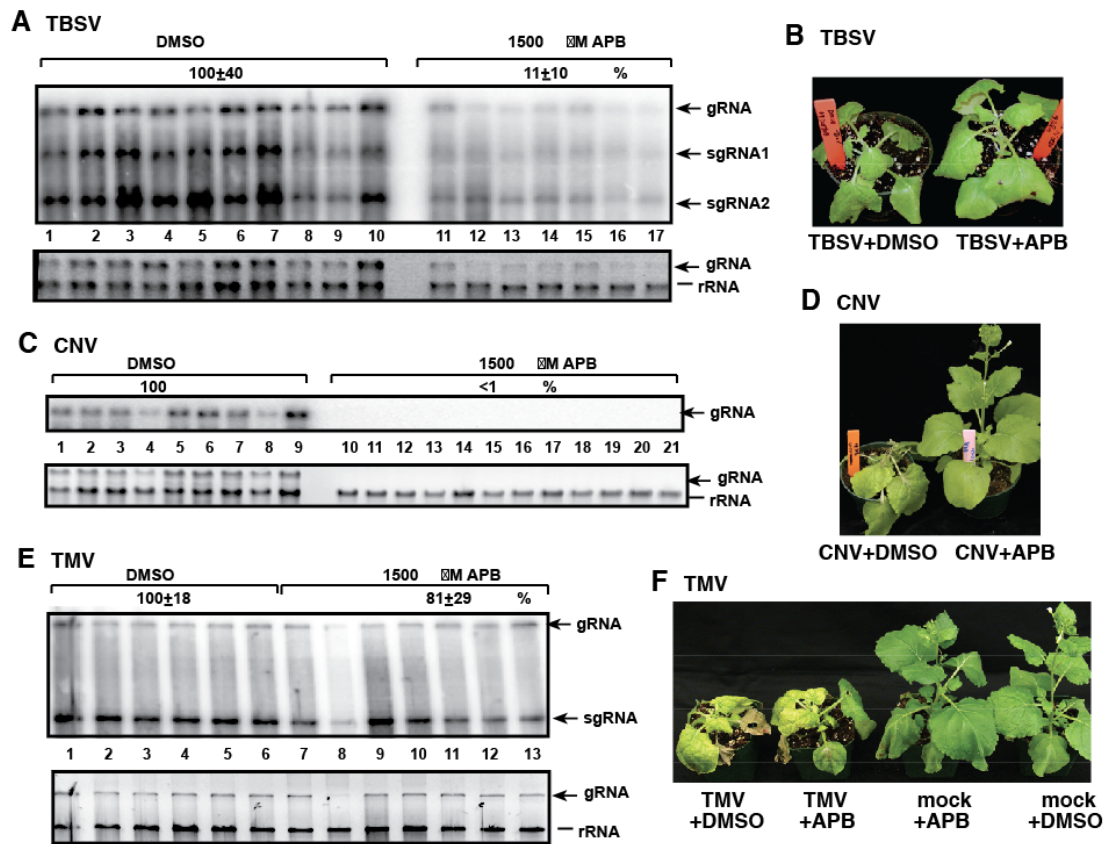 A TBSV
DMSO
1500 □M APB
100±40
11±10 %
gRNA
sgRNA1
sgRNA2
1 2 3 4 5 6 7 8 9 10 11 12 13 14 15 16 17
gRNA
rRNA
B TBSV
TBSV+DMSO TBSV+APB
C CNV
DMSO
1500 □M APB
100
<1 %
gRNA
1 2 3 4 5 6 7 8 9 10 11 12 13 14 15 16 17 18 19 20 21
gRNA
rRNA
D CNV
CNV+DMSO CNV+APB
E TMV
DMSO
1500 □M APB
100±18
81±29 %
gRNA
sgRNA
1 2 3 4 5 6 7 8 9 10 11 12 13
gRNA
rRNA
F TMV
TMV +DMSO
TMV +APB
mock +APB
mock +DMSO